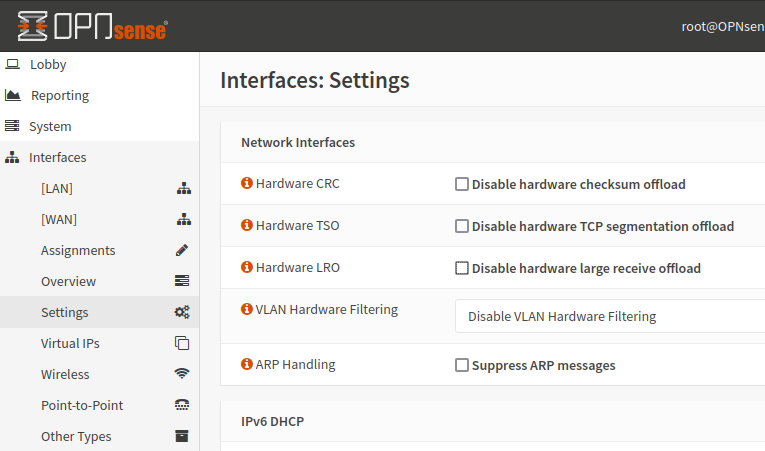 OPNsense
root@OPNsen
Lobby
Reporting
System
Interfaces
[LAN]
[WAN]
Assignments
Overview
Settings
Virtual IPs
Wireless
Point-to-Point
Other Types
Interfaces: Settings
Network Interfaces
Hardware CRC Disable hardware checksum offload
Hardware TSO Disable hardware TCP segmentation offload
Hardware LRO Disable hardware large receive offload
VLAN Hardware Filtering Disable VLAN Hardware Filtering
ARP Handling Suppress ARP messages
IPv6 DHCP